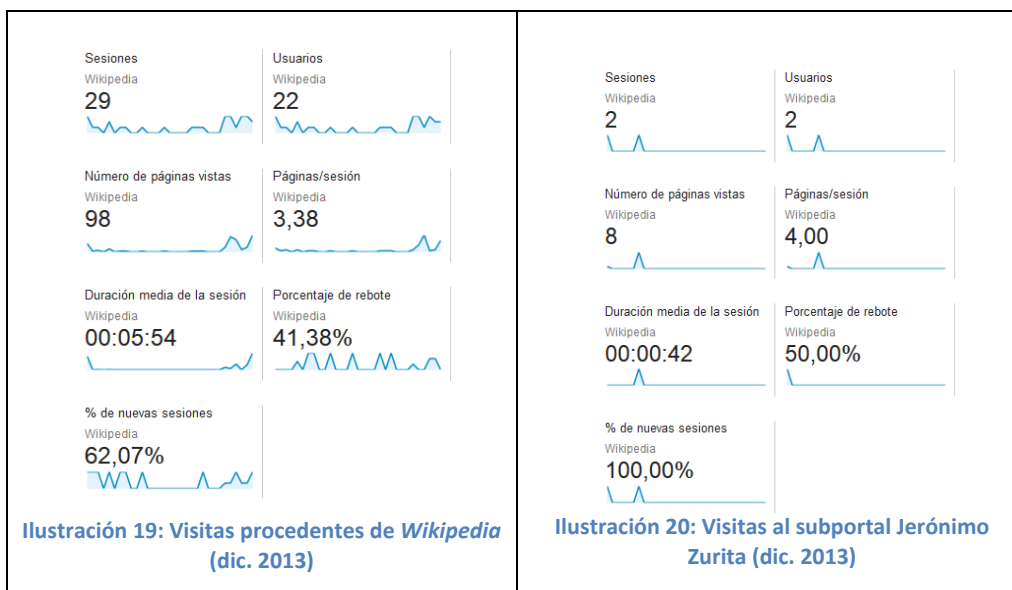 Sesiones
Wikipedia
29
Usuarios
Wikipedia
22
Número de páginas vistas
Wikipedia
98
Páginas/sesión
Wikipedia
3,38
Duración media de la sesión
Wikipedia
00:05:54
Porcentaje de rebote
Wikipedia
41,38%
% de nuevas sesiones
Wikipedia
62,07%
Ilustración 19: Visitas procedentes de Wikipedia
(dic. 2013)
Sesiones
Wikipedia
2
Usuarios
Wikipedia
2
Número de páginas vistas
Wikipedia
8
Páginas/sesión
Wikipedia
4,00
Duración media de la sesión
Wikipedia
00:00:42
Porcentaje de rebote
Wikipedia
50,00%
% de nuevas sesiones
Wikipedia
100,00%
Ilustración 20: Visitas al subportal Jerónimo
Zurita (dic. 2013)